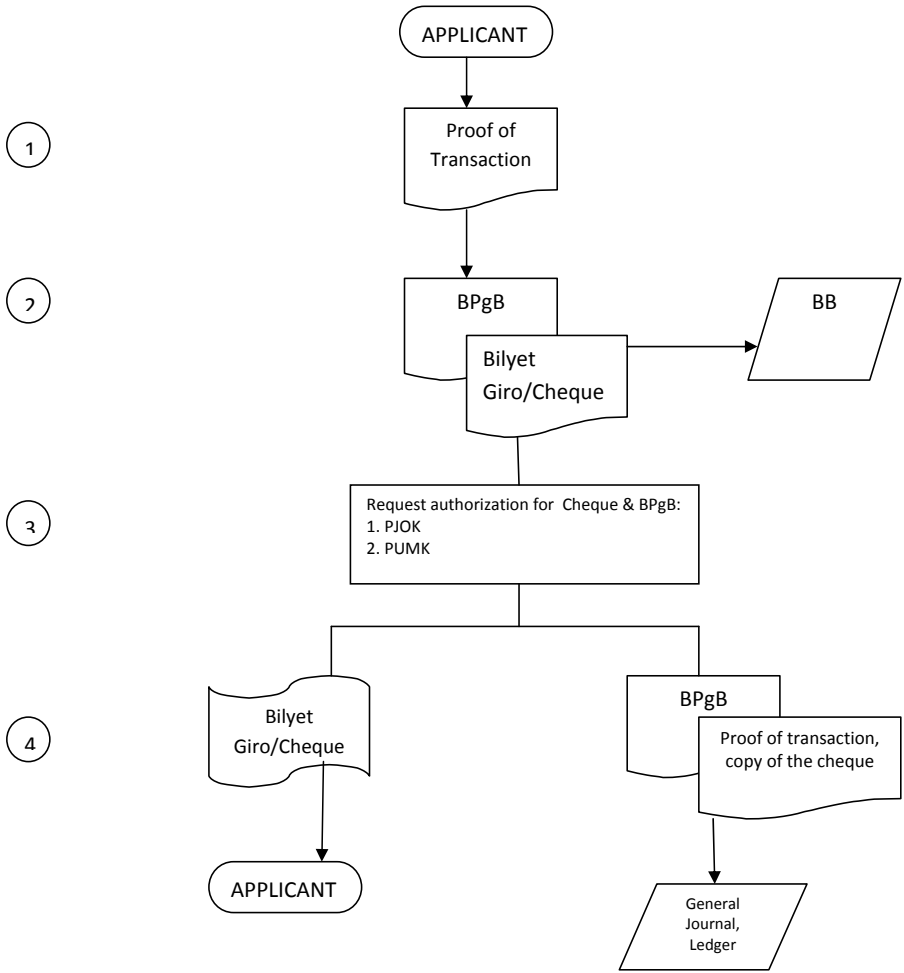 APPLICANT
1
Proof of
Transaction
2
BPgB
Bilyet
Giro/Cheque
BB
3
Request authorization for Cheque & BPgB:
1. PJOK
2. PUMK
4
Bilyet
Giro/Cheque
BPgB
Proof of transaction,
copy of the cheque
APPLICANT
General
Journal,
Ledger